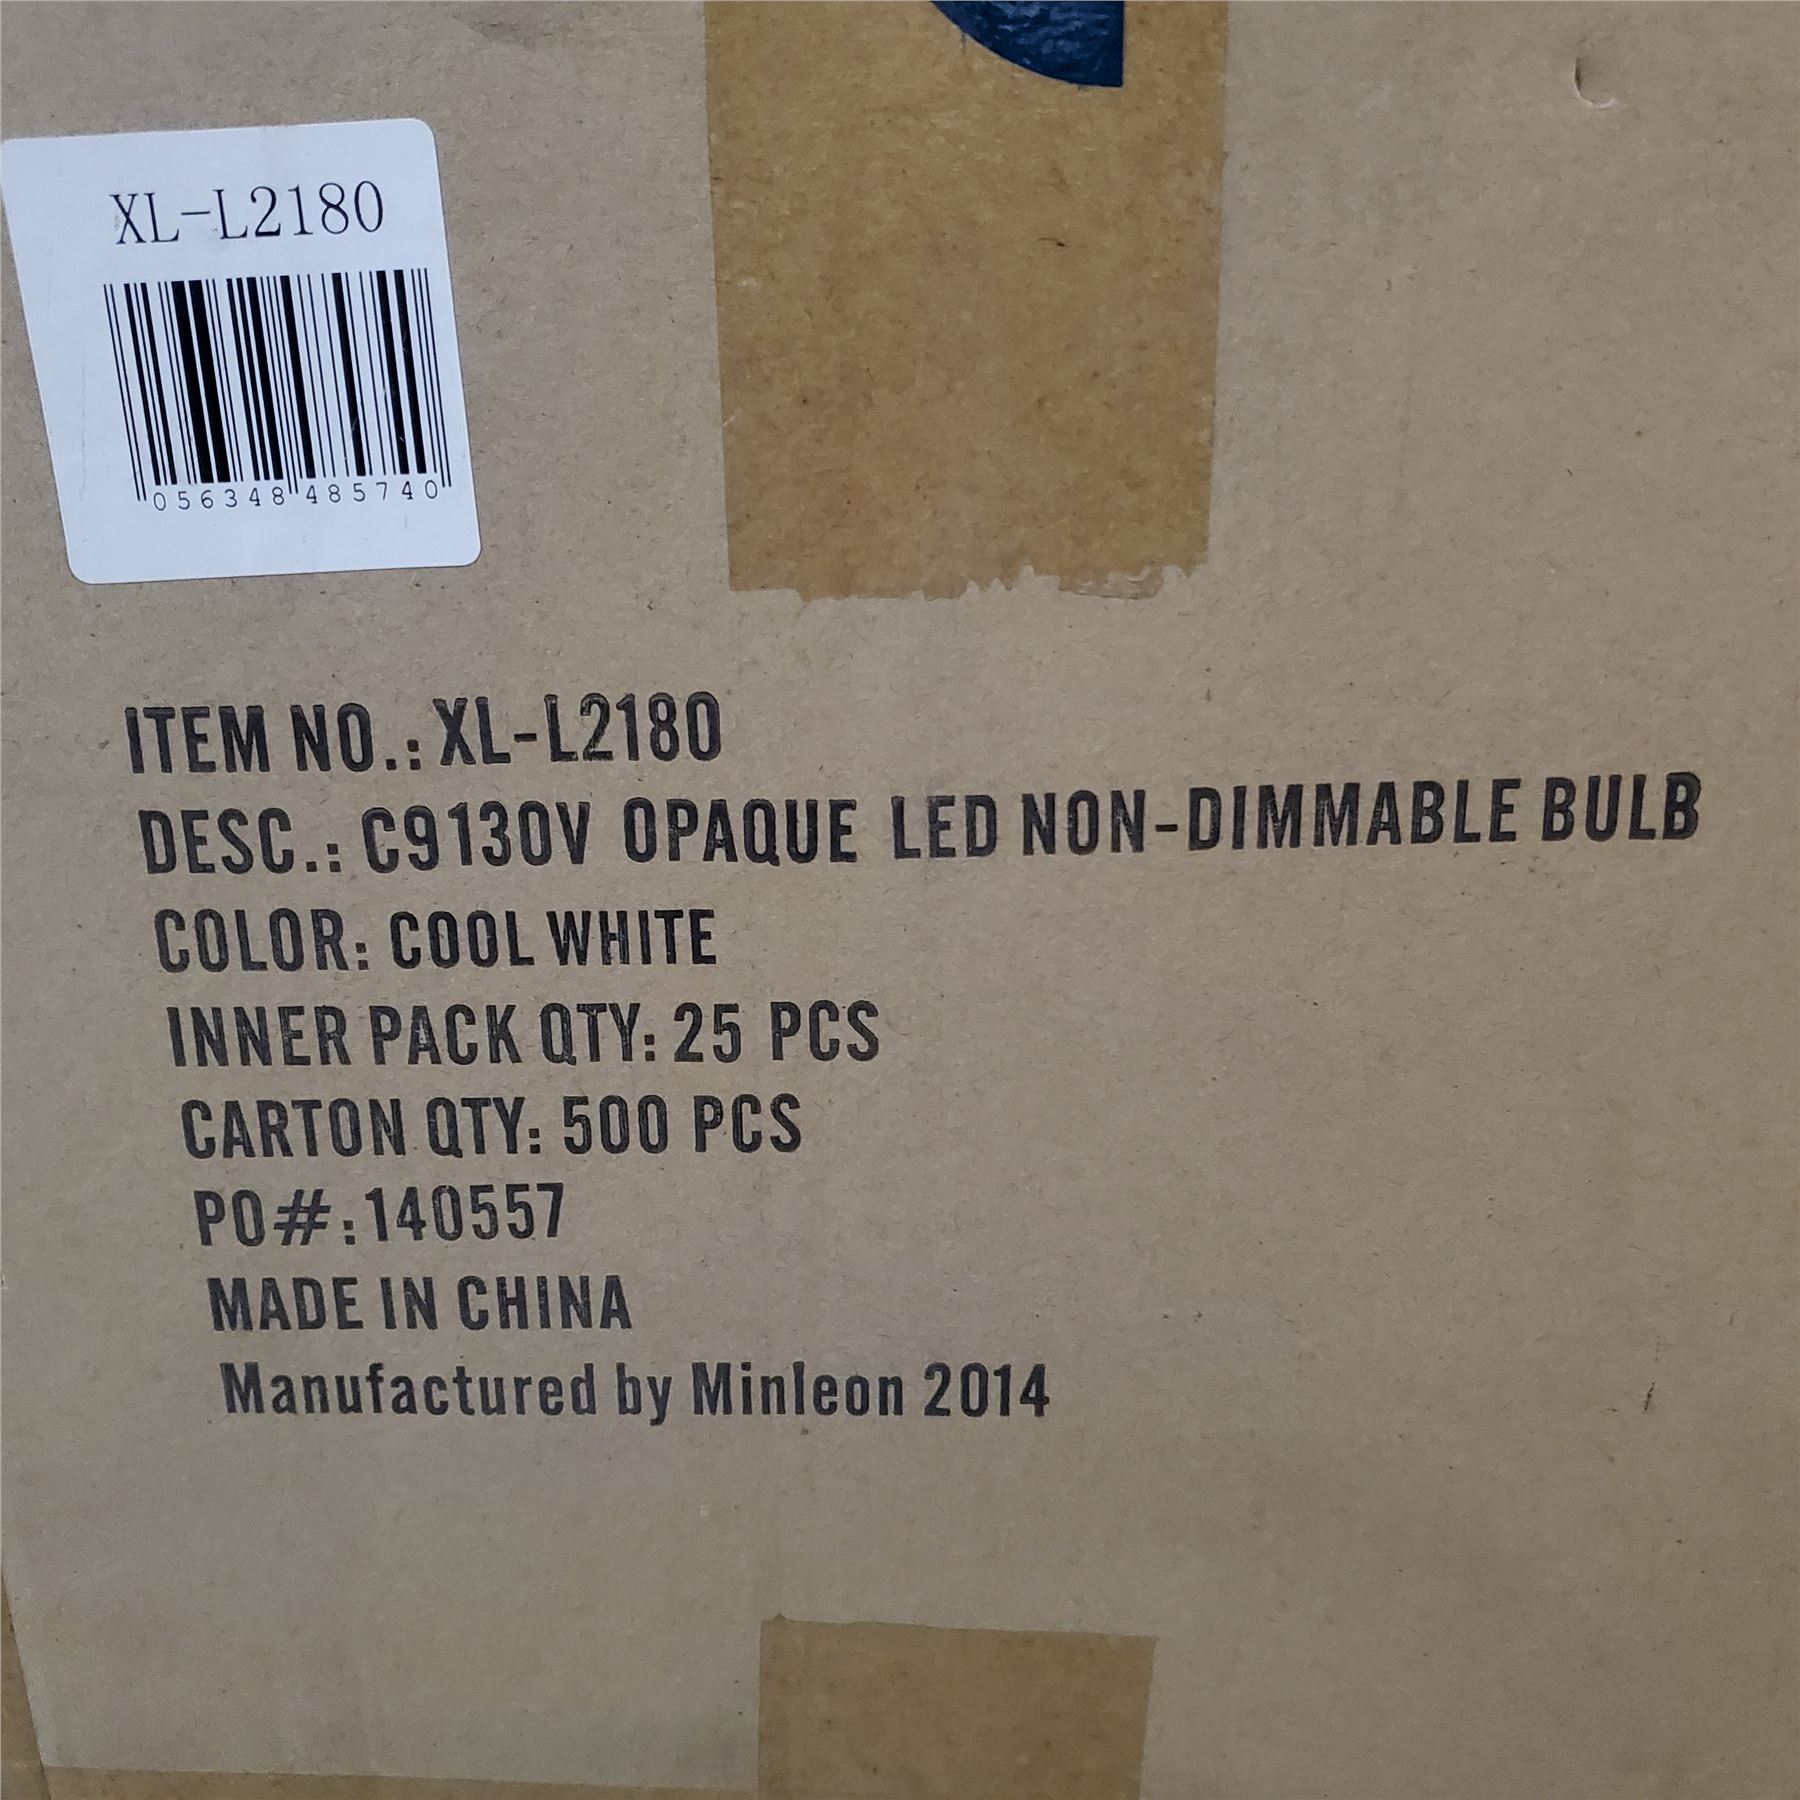 XL-L2180
056348 485740
ITEM NO.: XL-L2180
DESC.: C9130V OPAQUE LED NON-DIMMABLE BULB
COLOR: COOL WHITE
INNER PACK QTY: 25 PCS
CARTON QTY: 500 PCS
PO#: 140557
MADE IN CHINA
Manufactured by Minleon 2014